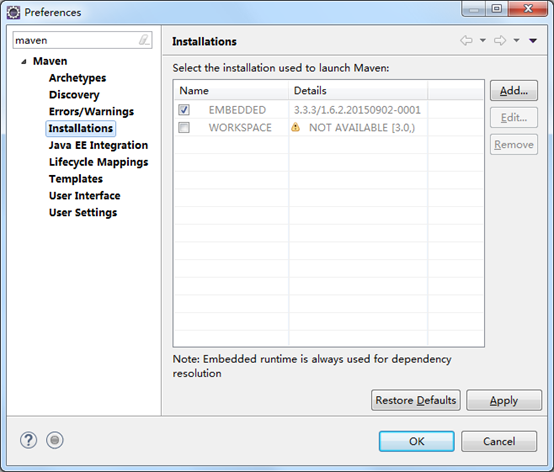 Preferences
maven
Maven
Archetypes
Discovery
Errors/Warnings
Installations
Java EE Integration
Lifecycle Mappings
Templates
User Interface
User Settings
Installations
Select the installation used to launch Maven:
Name Details
EMBEDDED 3.3.3/1.6.2.20150902-0001
WORKSPACE NOT AVAILABLE [3.0,)
Add...
Edit...
Remove
Note: Embedded runtime is always used for dependency
resolution
Restore Defaults Apply
OK Cancel